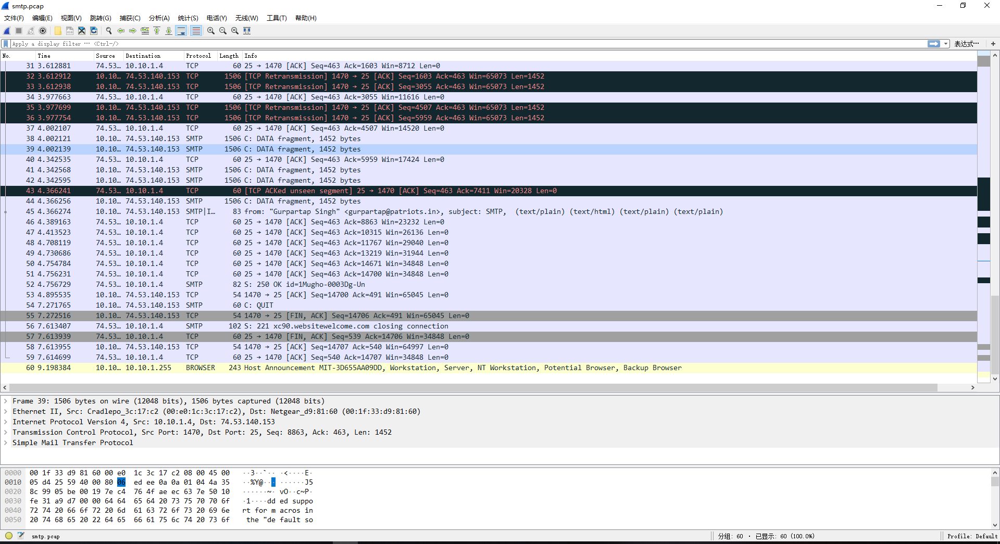 smtp.pcap
文件(F) 编辑(E) 视图(V) 跳转(G) 捕获(C) 分析(A) 统计(S) 电话(Y) 无线(W) 工具(T) 帮助(H)
Apply a display filter … <Ctrl-/> 表达式… +
No. Time Source Destination Protocol Length Info
31 3.612881 74.53… 10.10.1.4 TCP 60 25 → 1470 [ACK] Seq=463 Ack=1603 Win=8712 Len=0
32 3.612912 10.10… 74.53.140.153 TCP 1506 [TCP Retransmission] 1470 → 25 [ACK] Seq=1603 Ack=463 Win=65073 Len=1452
33 3.612938 10.10… 74.53.140.153 TCP 1506 [TCP Retransmission] 1470 → 25 [ACK] Seq=3055 Ack=463 Win=65073 Len=1452
34 3.977663 74.53… 10.10.1.4 TCP 60 25 → 1470 [ACK] Seq=463 Ack=3055 Win=11616 Len=0
35 3.977699 10.10… 74.53.140.153 TCP 1506 [TCP Retransmission] 1470 → 25 [ACK] Seq=4507 Ack=463 Win=65073 Len=1452
36 3.977754 10.10… 74.53.140.153 TCP 1506 [TCP Retransmission] 1470 → 25 [ACK] Seq=5959 Ack=463 Win=65073 Len=1452
37 4.002107 74.53… 10.10.1.4 TCP 60 25 → 1470 [ACK] Seq=463 Ack=4507 Win=14520 Len=0
38 4.002121 10.10… 74.53.140.153 SMTP 1506 C: DATA fragment, 1452 bytes
39 4.002139 10.10… 74.53.140.153 SMTP 1506 C: DATA fragment, 1452 bytes
40 4.342535 74.53… 10.10.1.4 TCP 60 25 → 1470 [ACK] Seq=463 Ack=5959 Win=17424 Len=0
41 4.342568 10.10… 74.53.140.153 SMTP 1506 C: DATA fragment, 1452 bytes
42 4.342595 10.10… 74.53.140.153 SMTP 1506 C: DATA fragment, 1452 bytes
43 4.366241 74.53… 10.10.1.4 TCP 60 [TCP ACKed unseen segment] 25 → 1470 [ACK] Seq=463 Ack=7411 Win=20328 Len=0
44 4.366256 10.10… 74.53.140.153 SMTP 1506 C: DATA fragment, 1452 bytes
45 4.366274 10.10… 74.53.140.153 SMTP|I… 83 from: "Gurpartap Singh" <gurpartap@patriots.in>, subject: SMTP,  (text/plain) (text/html) (text/plain) (text/plain)
46 4.389163 74.53… 10.10.1.4 TCP 60 25 → 1470 [ACK] Seq=463 Ack=8863 Win=23232 Len=0
47 4.413523 74.53… 10.10.1.4 TCP 60 25 → 1470 [ACK] Seq=463 Ack=10315 Win=26136 Len=0
48 4.708119 74.53… 10.10.1.4 TCP 60 25 → 1470 [ACK] Seq=463 Ack=11767 Win=29040 Len=0
49 4.730686 74.53… 10.10.1.4 TCP 60 25 → 1470 [ACK] Seq=463 Ack=13219 Win=31944 Len=0
50 4.754784 74.53… 10.10.1.4 TCP 60 25 → 1470 [ACK] Seq=463 Ack=14671 Win=34848 Len=0
51 4.756231 74.53… 10.10.1.4 TCP 60 25 → 1470 [ACK] Seq=463 Ack=14700 Win=34848 Len=0
52 4.756729 74.53… 10.10.1.4 SMTP 82 S: 250 OK id=1Mugho-0003Dg-Un
53 4.895535 10.10… 74.53.140.153 TCP 54 1470 → 25 [ACK] Seq=14700 Ack=491 Win=65045 Len=0
54 7.271765 10.10… 74.53.140.153 SMTP 60 C: QUIT
55 7.272516 10.10… 74.53.140.153 TCP 54 1470 → 25 [FIN, ACK] Seq=14706 Ack=491 Win=65045 Len=0
56 7.613407 74.53… 10.10.1.4 SMTP 102 S: 221 xc90.websitewelcome.com closing connection
57 7.613939 74.53… 10.10.1.4 TCP 60 25 → 1470 [FIN, ACK] Seq=539 Ack=14706 Win=34848 Len=0
58 7.613955 10.10… 74.53.140.153 TCP 54 1470 → 25 [ACK] Seq=14707 Ack=540 Win=64997 Len=0
59 7.614699 74.53… 10.10.1.4 TCP 60 25 → 1470 [ACK] Seq=540 Ack=14707 Win=34848 Len=0
60 9.198384 10.10… 10.10.1.255 BROWSER 243 Host Announcement MIT-3D655AA09DD, Workstation, Server, NT Workstation, Potential Browser, Backup Browser
Frame 39: 1506 bytes on wire (12048 bits), 1506 bytes captured (12048 bits)
Ethernet II, Src: Cradlepo_3c:17:c2 (00:e0:1c:3c:17:c2), Dst: Netgear_d9:81:60 (00:1f:33:d9:81:60)
Internet Protocol Version 4, Src: 10.10.1.4, Dst: 74.53.140.153
Transmission Control Protocol, Src Port: 1470, Dst Port: 25, Seq: 8863, Ack: 463, Len: 1452
Simple Mail Transfer Protocol
0000 00 1f 33 d9 81 60 00 e0 1c 3c 17 c2 08 00 45 00 ··3··`·· ·<····E·
0010 05 d4 25 59 40 00 80 06 ed ee 0a 0a 01 04 4a 35 ··%Y@··· ······J5
0020 8c 99 05 be 00 19 7e c4 76 4f ae ec 63 7e 50 10 ······~· vO··c~P·
0030 fe 31 a9 d7 00 00 64 64 65 64 20 73 75 70 70 6f ·1····dd ed suppo
0040 72 74 20 66 6f 72 20 6d 61 63 72 6f 73 20 69 6e rt for m acros in
0050 20 74 68 65 20 22 64 65 66 61 75 6c 74 20 73 6f the "de fault so
smtp.pcap 分组: 60 · 已显示: 60 (100.0%) Profile: Default